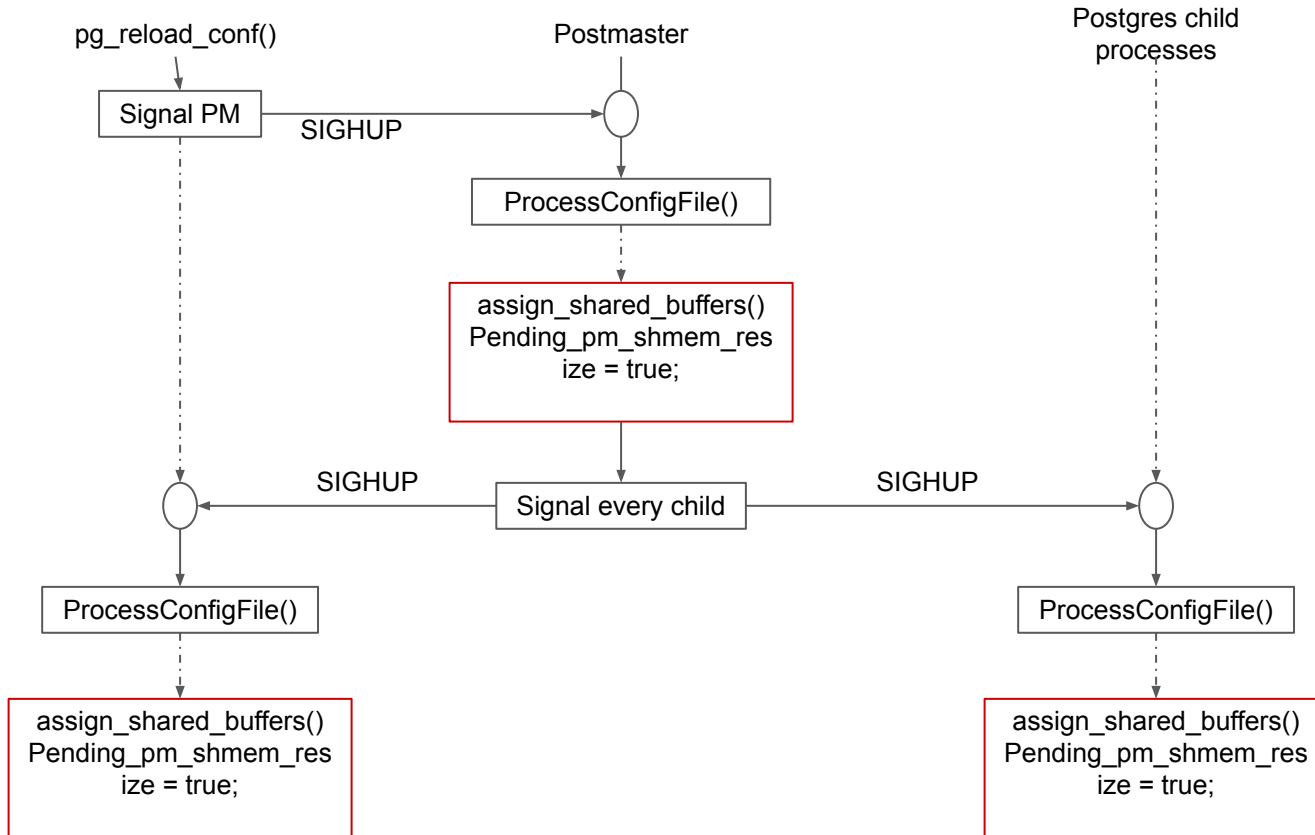 pg_reload_conf()
Postmaster
Postgres child
processes
Signal PM
SIGHUP
ProcessConfigFile()
assign_shared_buffers()
Pending_pm_shmem_res
ize = true;
SIGHUP
Signal every child
SIGHUP
ProcessConfigFile()
ProcessConfigFile()
assign_shared_buffers()
Pending_pm_shmem_res
ize = true;
assign_shared_buffers()
Pending_pm_shmem_res
ize = true;